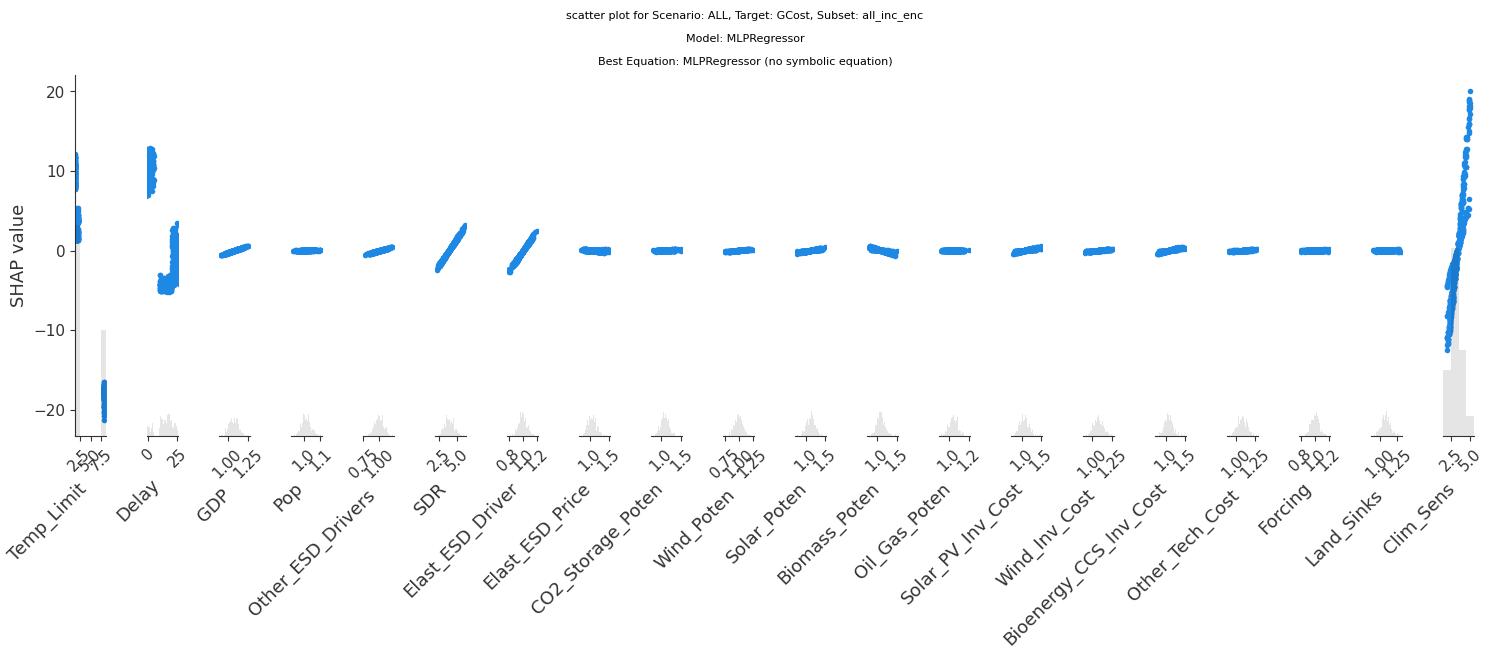 scatter plot for Scenario: ALL, Target: GCost, Subset: all_inc_enc
Model: MLPRegressor
Best Equation: MLPRegressor (no symbolic equation)
SHAP value
20
10
0
−10
−20
2.5 5.0 7.5
0 25
1.00 1.25
1.0 1.1
0.75 1.00
2.5 5.0
0.8 1.0 1.2
1.0 1.5
1.0 1.5
0.75 1.00 1.25
1.0 1.5
1.0 1.5
1.0 1.2
1.0 1.5
1.00 1.25
1.0 1.5
1.00 1.25
0.8 1.0 1.2
1.00 1.25
2.5 5.0
Temp_Limit
Delay
GDP
Pop
Other_ESD_Drivers
SDR
Elast_ESD_Driver
Elast_ESD_Price
CO2_Storage_Poten
Wind_Poten
Solar_Poten
Biomass_Poten
Oil_Gas_Poten
Solar_PV_Inv_Cost
Wind_Inv_Cost
Bioenergy_CCS_Inv_Cost
Other_Tech_Cost
Forcing
Land_Sinks
Clim_Sens